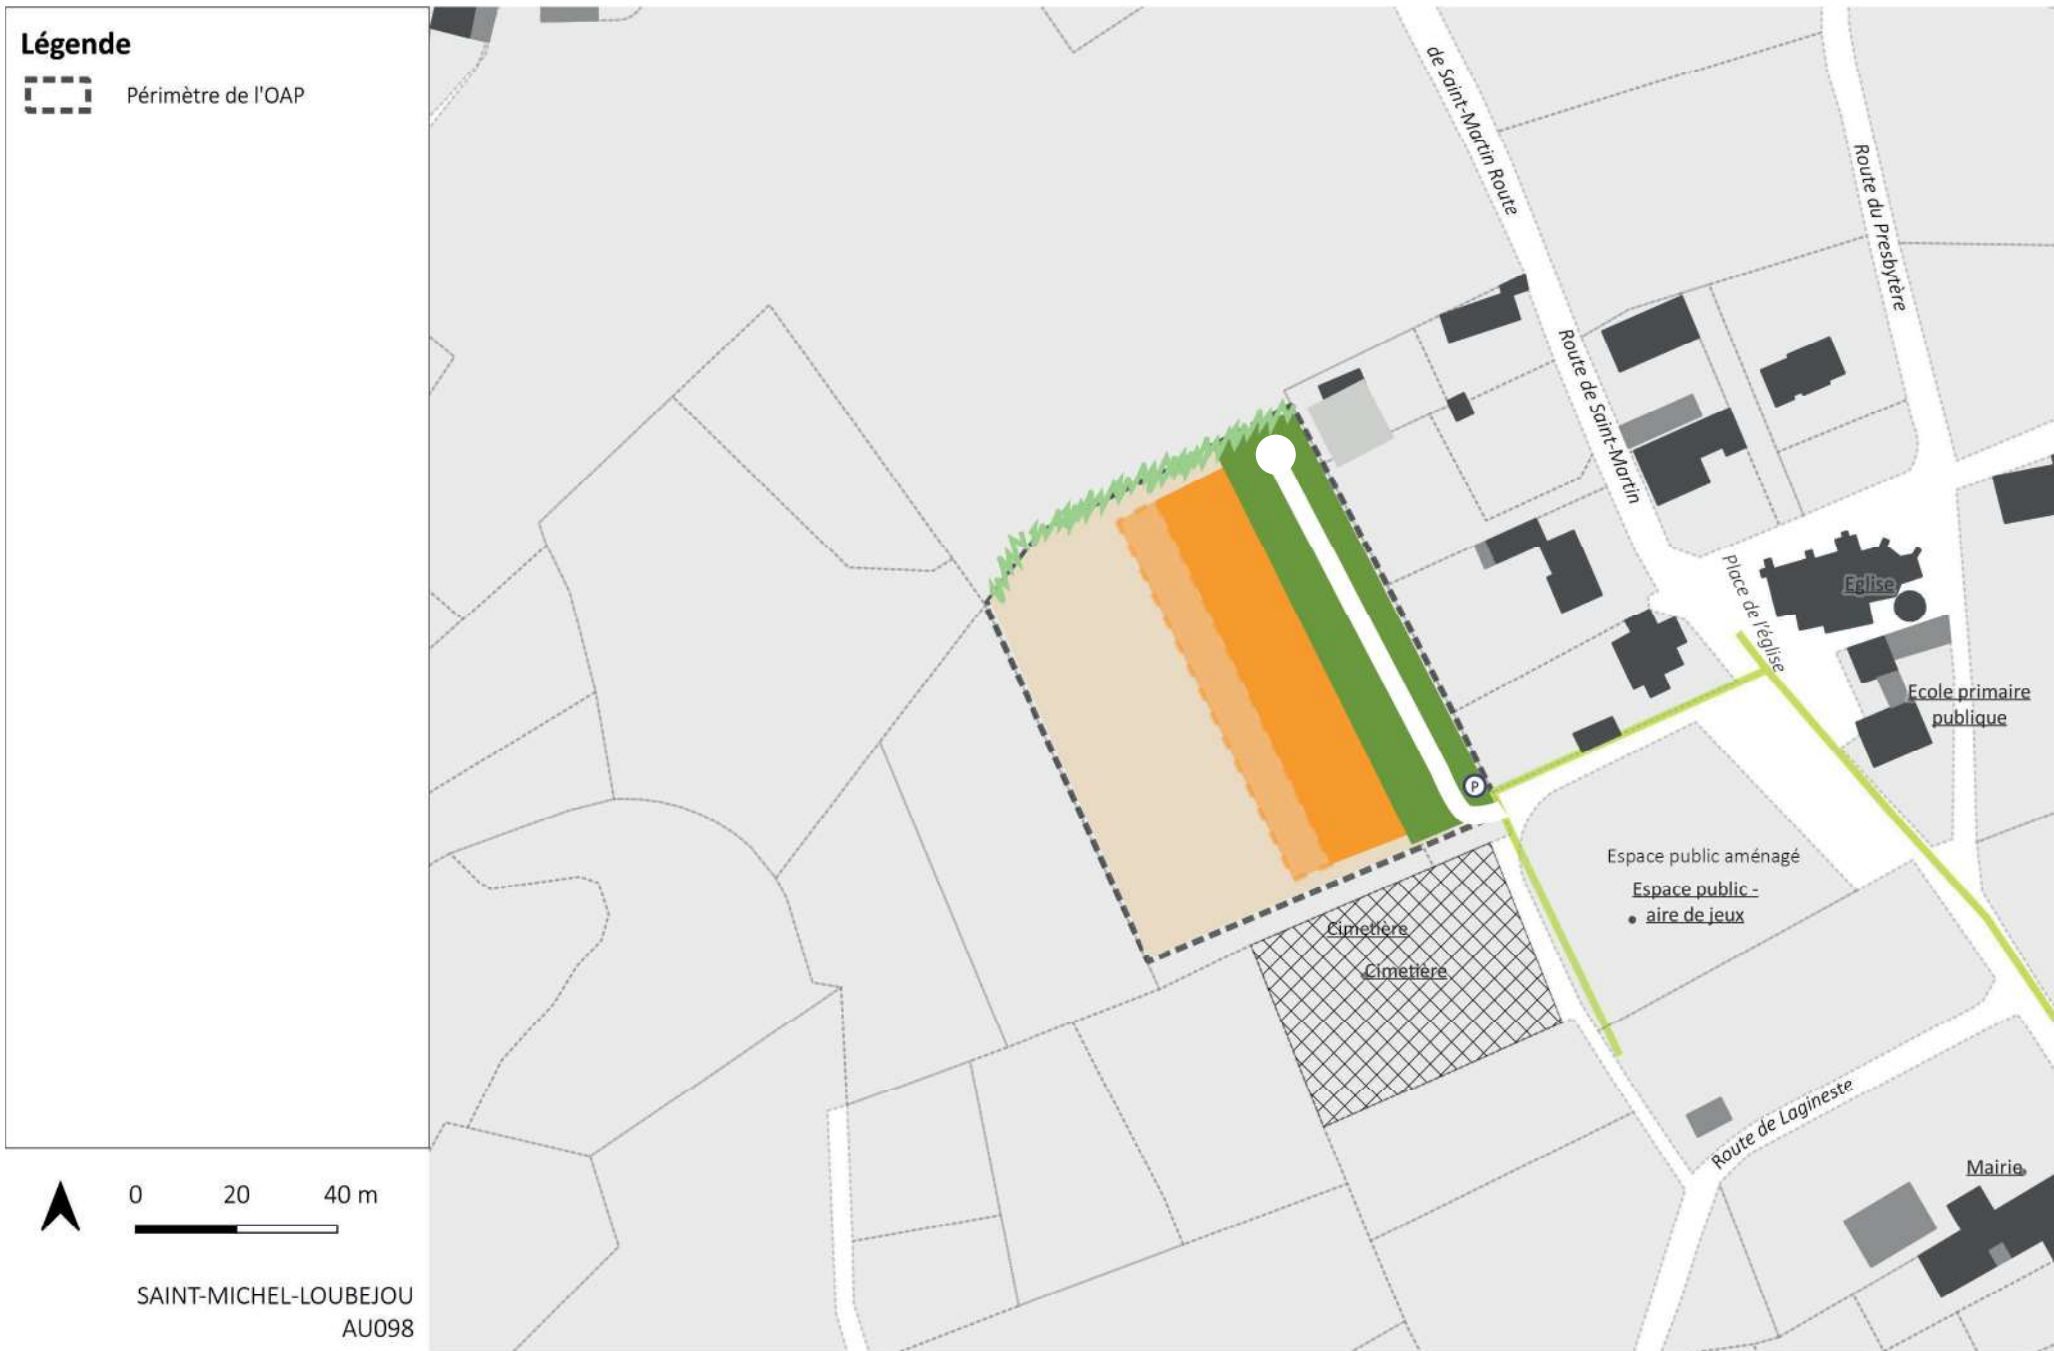 Légende
Périmètre de l'OAP
de Saint-Martin Route
Route du Presbytère
Route de Saint-Martin
Place de l'église
Eglise
Ecole primaire
publique
P
Espace public aménagé
Espace public -
aire de jeux
Cimetière
Cimetière
Route de Lagineste
Mairie
0 20 40 m
SAINT-MICHEL-LOUBEJOU
AU098